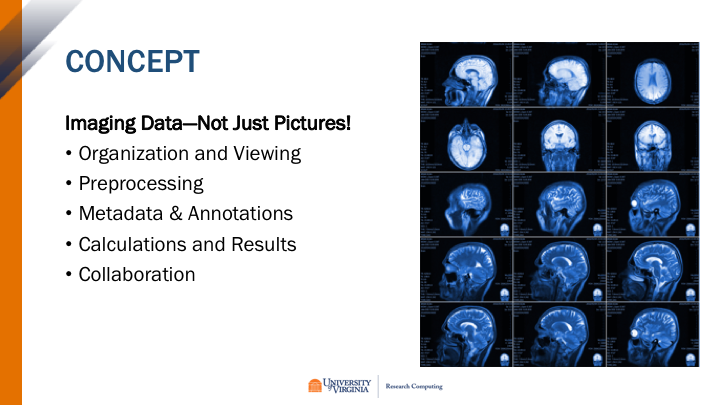 CONCEPT
Imaging Data—Not Just Pictures!
• Organization and Viewing
• Preprocessing
• Metadata & Annotations
• Calculations and Results
• Collaboration
UNIVERSITY
of VIRGINIA
Research Computing